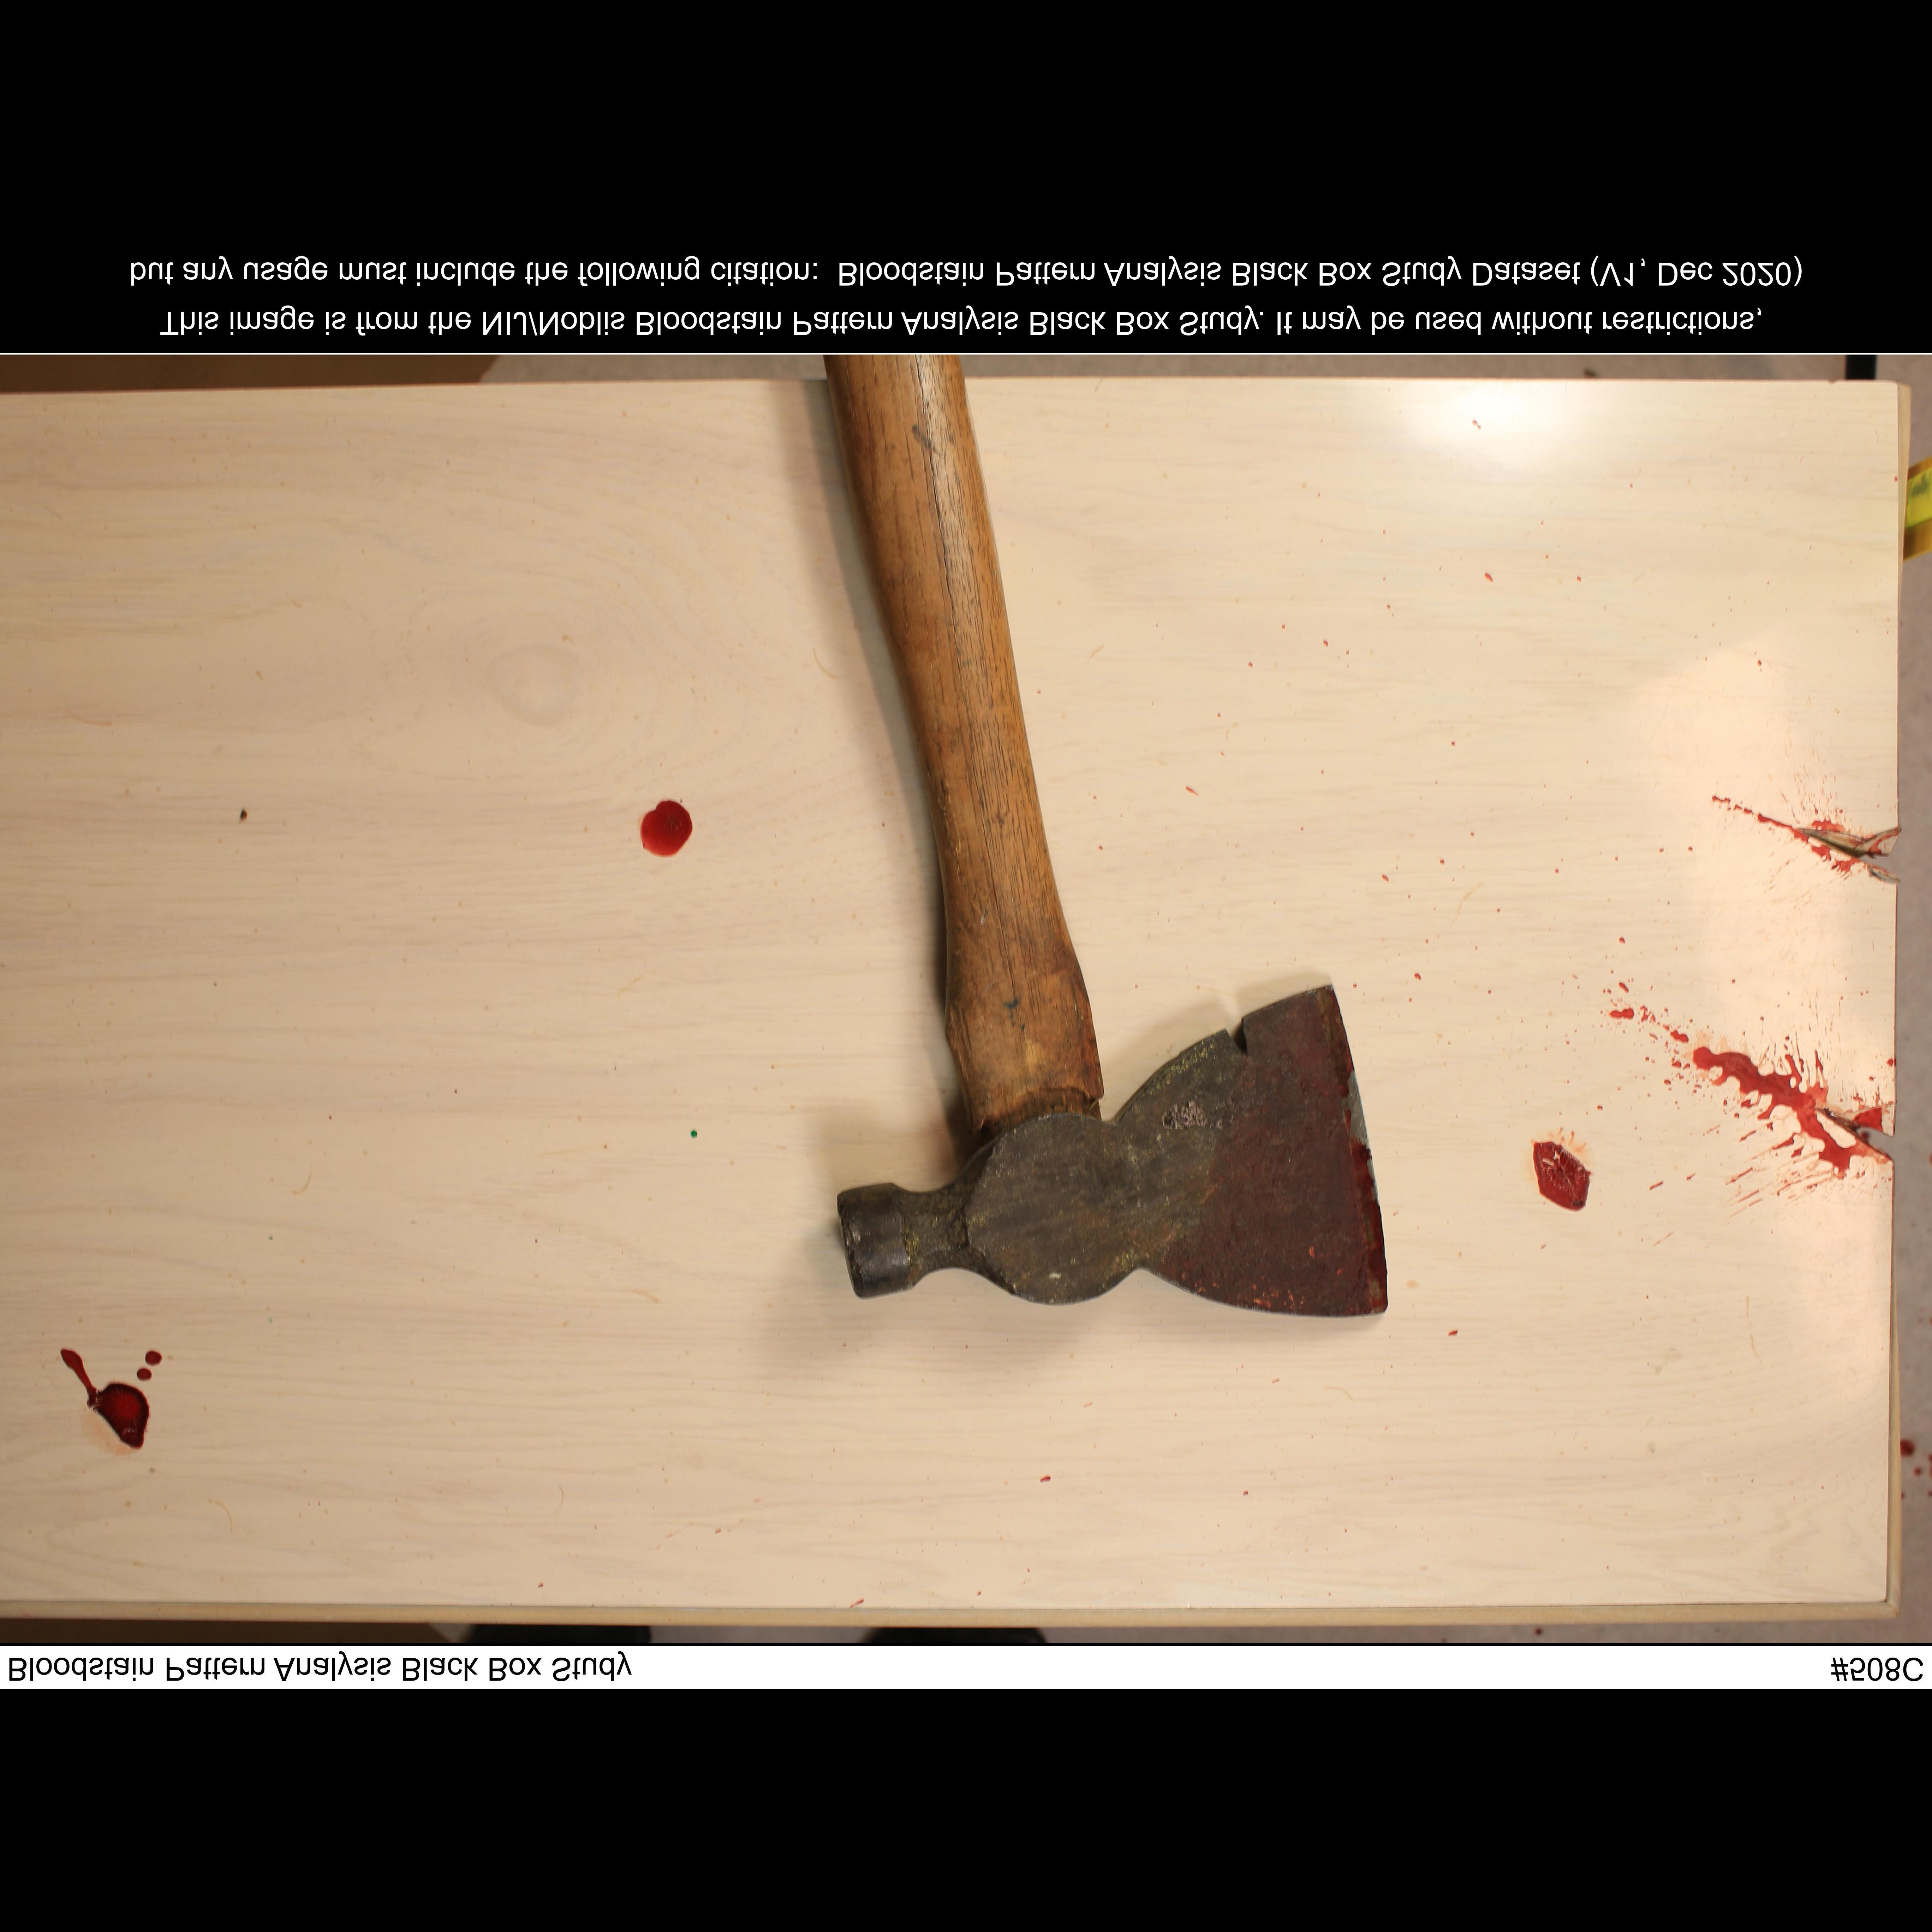 This image is from the NIJ/Noblis Bloodstain Pattern Analysis Black Box Study. It may be used without restrictions,
but any usage must include the following citation:  Bloodstain Pattern Analysis Black Box Study Dataset (V1, Dec 2020)
Bloodstain Pattern Analysis Black Box Study
#508C